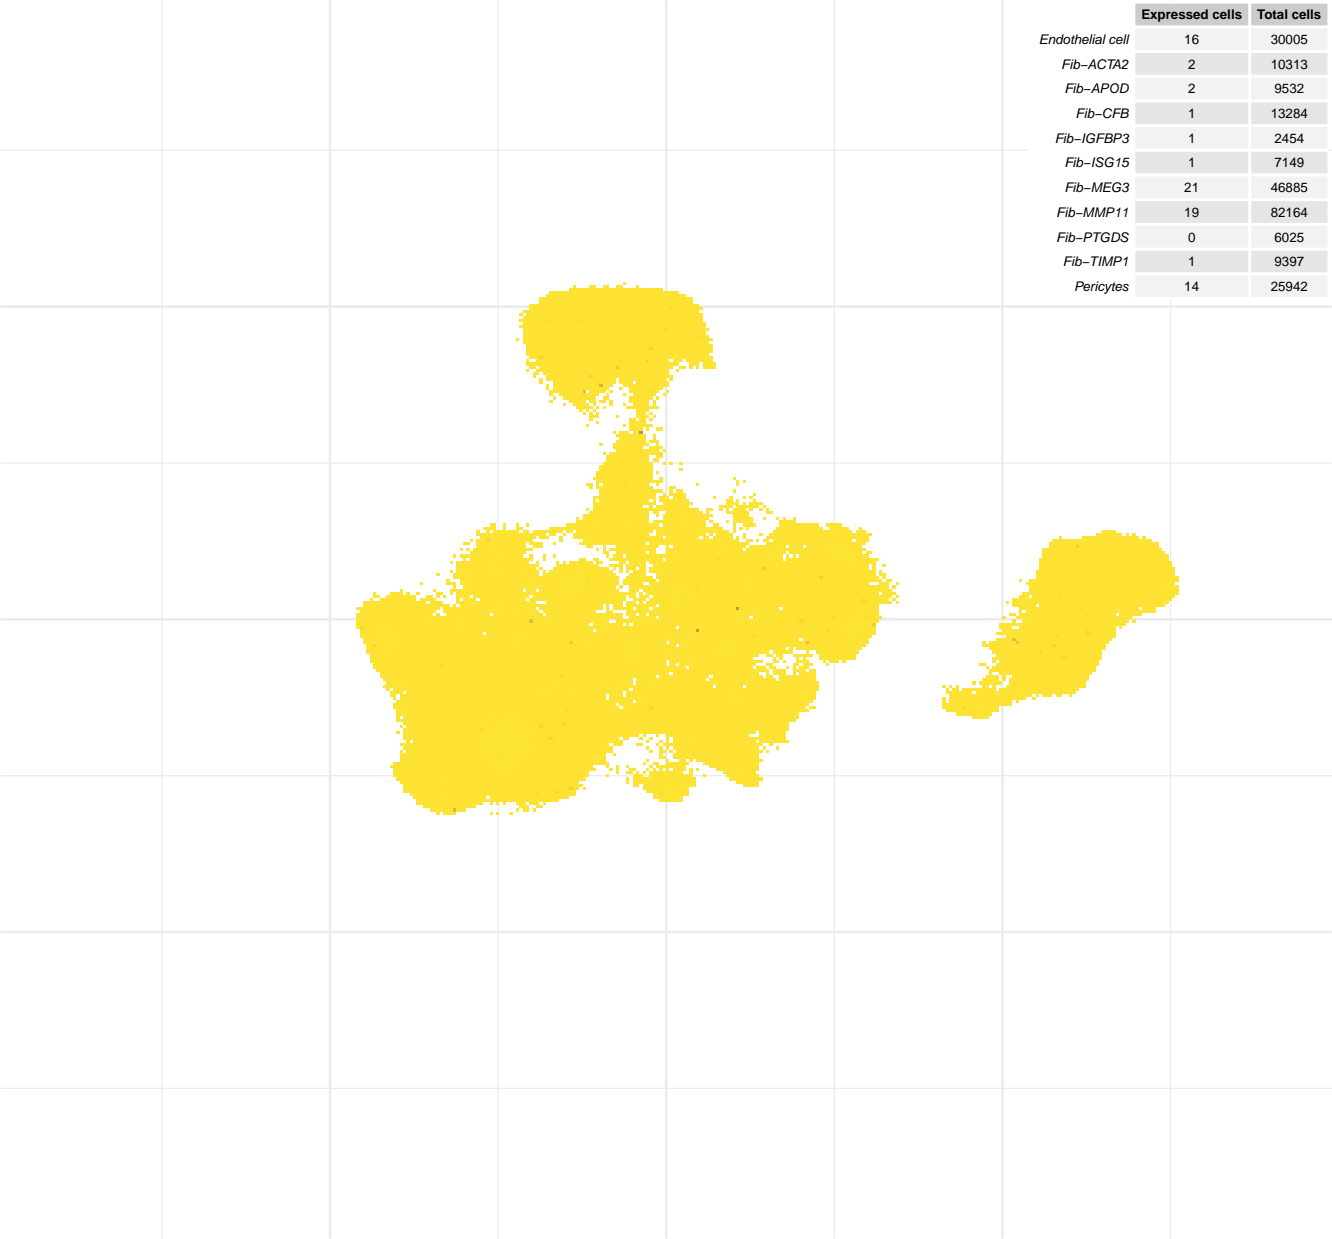 Expressed cells Total cells
Endothelial cell 16 30005
Fib−ACTA2 2 10313
Fib−APOD 2 9532
Fib−CFB 1 13284
Fib−IGFBP3 1 2454
Fib−ISG15 1 7149
Fib−MEG3 21 46885
Fib−MMP11 19 82164
Fib−PTGDS 0 6025
Fib−TIMP1 1 9397
Pericytes 14 25942